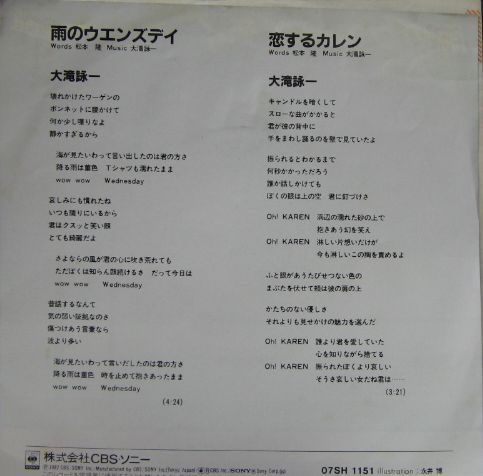 雨のウエンズデイ
Words 松本 隆 Music 大滝詠一
大滝詠一
壊れかけたワーゲンの
ボンネットに腰かけて
何か少し喋りなよ
静かすぎるから
海が見たいわって言い出したのは君の方さ
降る雨は菫色 Tシャツも濡れたまま
wow wow Wednesday
哀しみにも慣れたね
いつも隣りにいるから
君はクスッと笑い顔
とても綺麗だよ
さよならの風が君の心に吹き荒れても
ただぼくは知らん顔続けるさ だって今日は
wow wow Wednesday
昔話するなんて
気の弱い証拠なのさ
傷つけあう言葉なら
波より多い
海が見たいわって言いだしたのは君の方さ
降る雨は菫色 時を止めて抱きあったまま
wow wow Wednesday
(4:24)
恋するカレン
Words 松本 隆 Music 大滝詠一
大滝詠一
キャンドルを暗くして
スローな曲がかかると
君が彼の背中に
手をまわし踊るのを壁で見ていたよ
振られるとわかるまで
何秒かかっただろう
誰か話しかけても
ぼくの眼は上の空 君に釘づけさ
Oh! KAREN 浜辺の濡れた砂の上で
抱きあう幻を笑え
Oh! KAREN 淋しい片想いだけが
今も淋しいこの胸を責めるよ
ふと眼があうたびせつない色の
まぶたを伏せて頬は彼の肩の上
かたちのない優しさ
それよりも見せかけの魅力を選んだ
Oh! KAREN 誰より君を愛していた
心を知りながら捨てる
Oh! KAREN 振られたぼくより哀しい
そうさ哀しい女だね君は……
(3:21)
株式会社CBSソニー
07SH 1151 illustration：永井 博